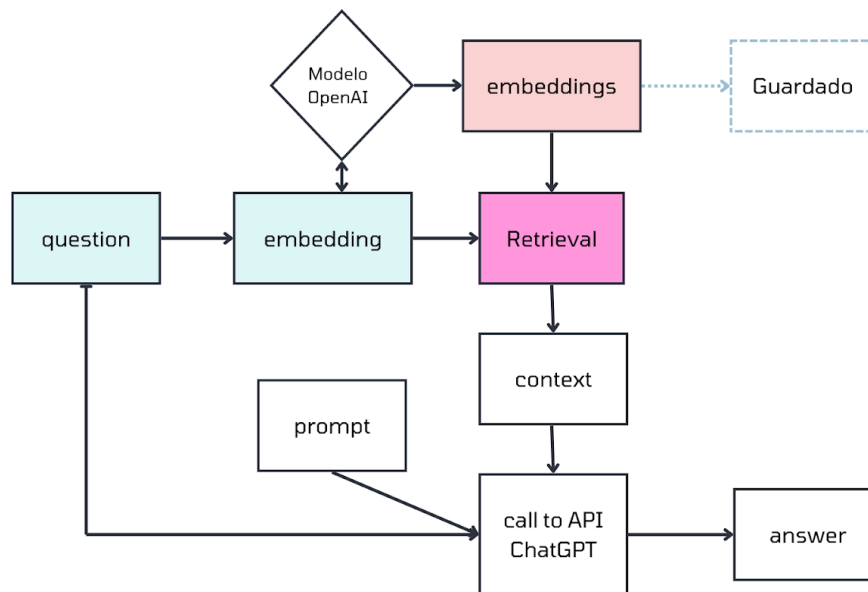 Modelo
OpenAI
embeddings
Guardado
question
embedding
Retrieval
context
prompt
call to API
ChatGPT
answer